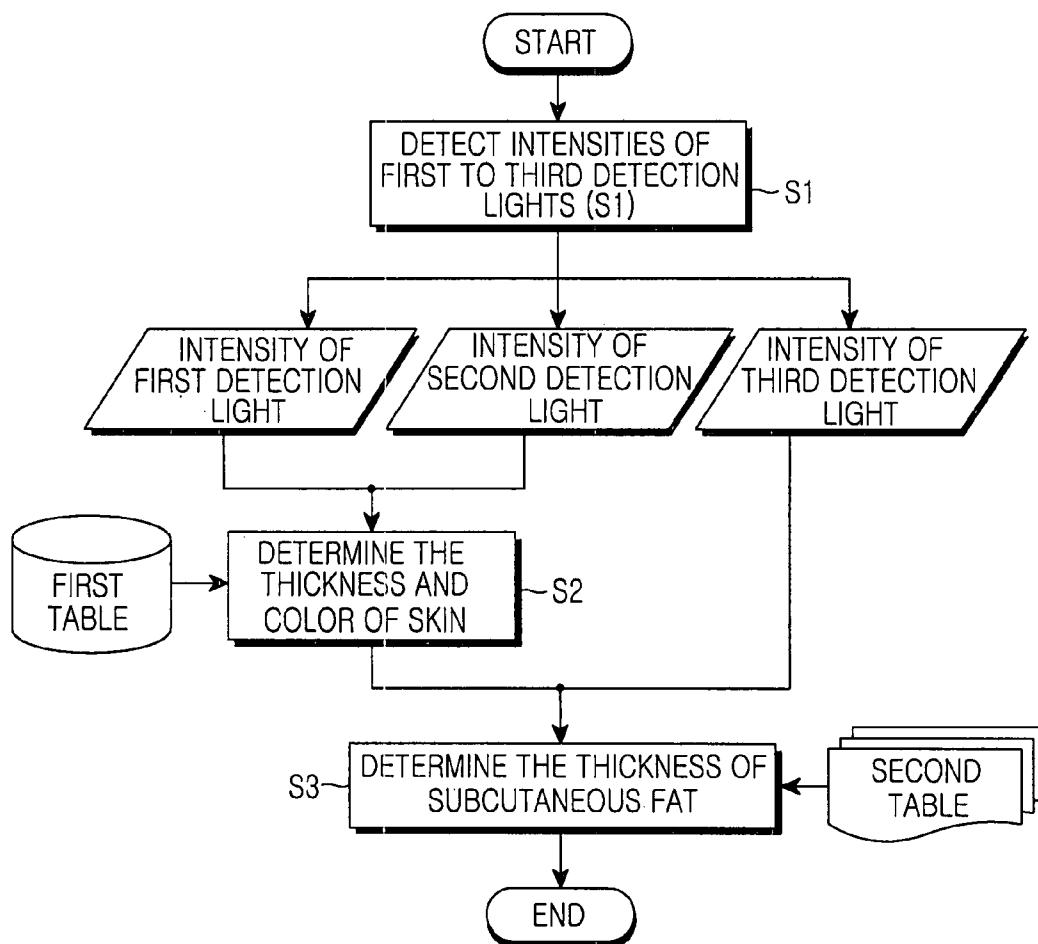 START
DETECT INTENSITIES OF
FIRST TO THIRD DETECTION
LIGHTS (S1)
S1
INTENSITY OF
FIRST DETECTION
LIGHT
INTENSITY OF
SECOND DETECTION
LIGHT
INTENSITY OF
THIRD DETECTION
LIGHT
FIRST
TABLE
DETERMINE THE
THICKNESS AND
COLOR OF SKIN
S2
S3
DETERMINE THE THICKNESS OF
SUBCUTANEOUS FAT
SECOND
TABLE
END